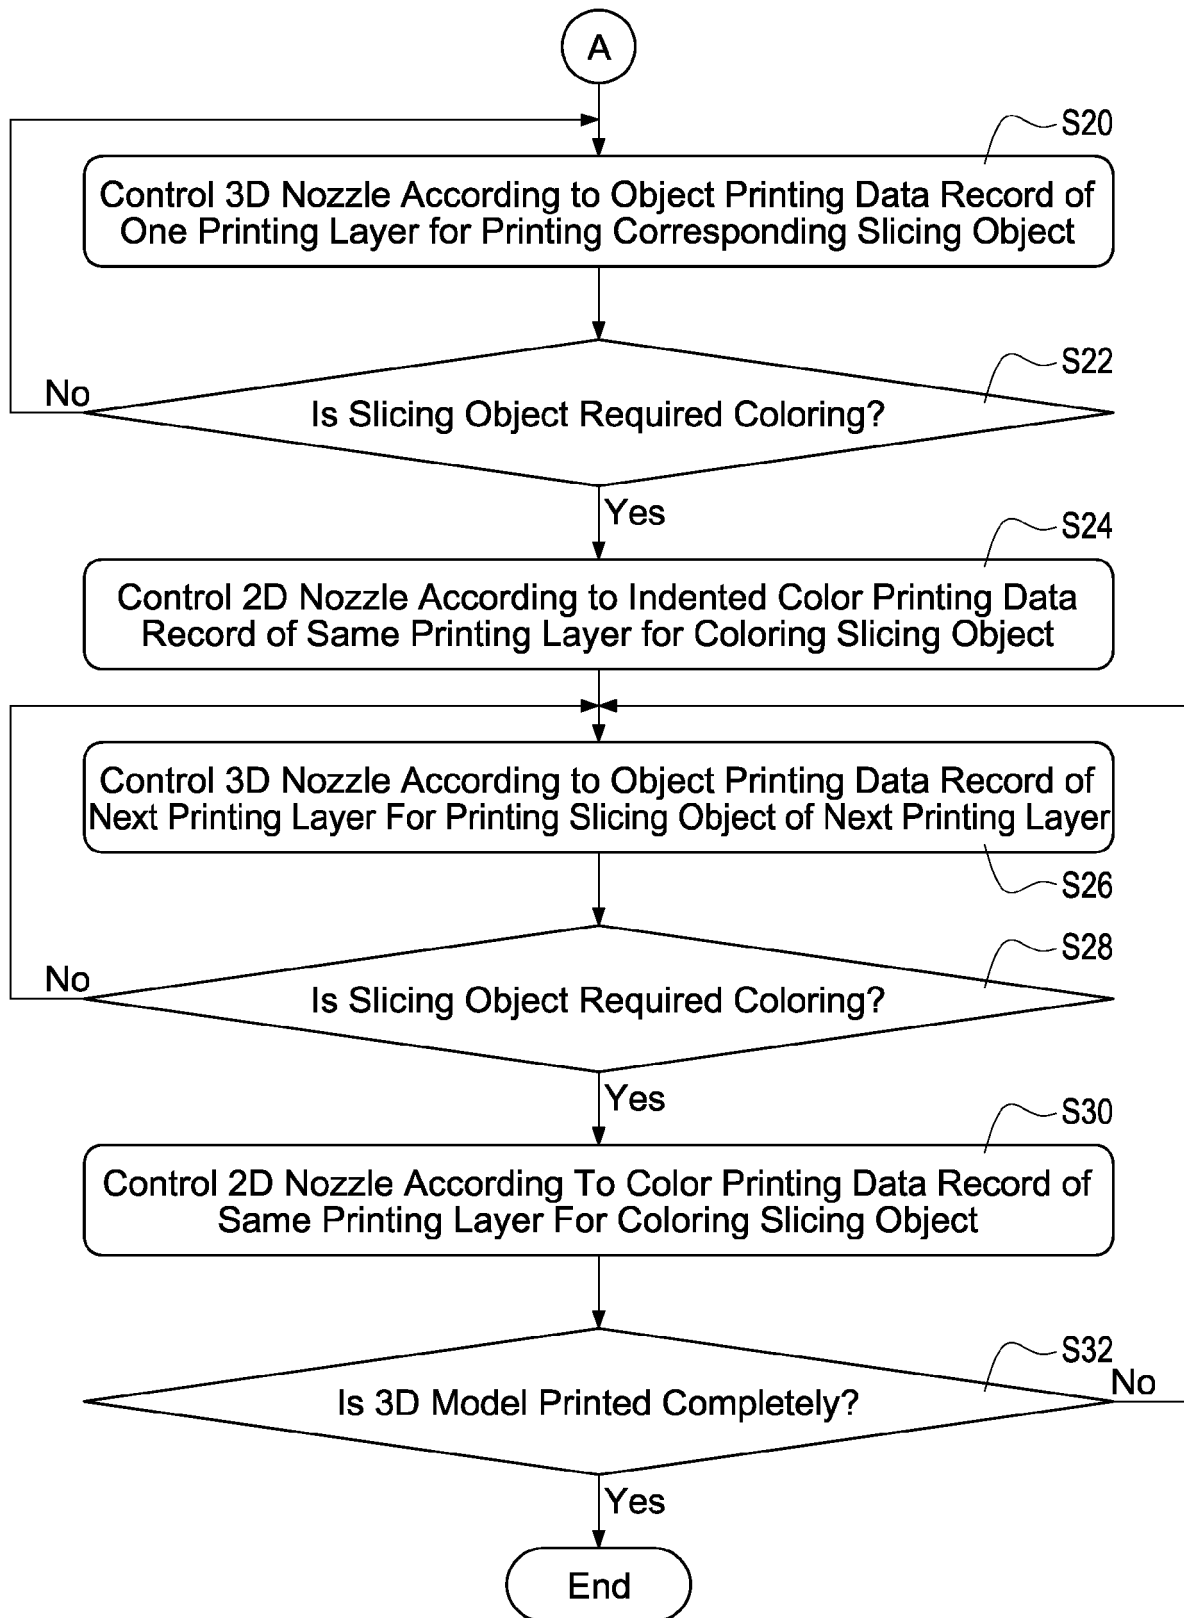 A
S20
Control 3D Nozzle According to Object Printing Data Record of
One Printing Layer for Printing Corresponding Slicing Object
S22
No
Is Slicing Object Required Coloring?
Yes
S24
Control 2D Nozzle According to Indented Color Printing Data
Record of Same Printing Layer for Coloring Slicing Object
Control 3D Nozzle According to Object Printing Data Record of
Next Printing Layer For Printing Slicing Object of Next Printing Layer
S26
S28
No
Is Slicing Object Required Coloring?
Yes
S30
Control 2D Nozzle According To Color Printing Data Record of
Same Printing Layer For Coloring Slicing Object
S32
No
Is 3D Model Printed Completely?
Yes
End